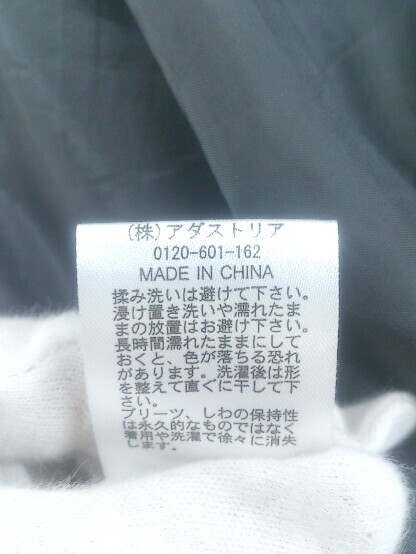 (株)アダストリア
0120-601-162
MADE IN CHINA
揉み洗いは避けて下さい。
浸け置き洗いや濡れたま
まの放置はお避け下さい。
長時間濡れたままにして
おくと、色が落ちる恐れ
があります。洗濯後は形
を整えて直ぐに干して下
さい。
プリーツ、しわの保持性
は永久的なものではなく
着用や洗濯で徐々に消失
します。